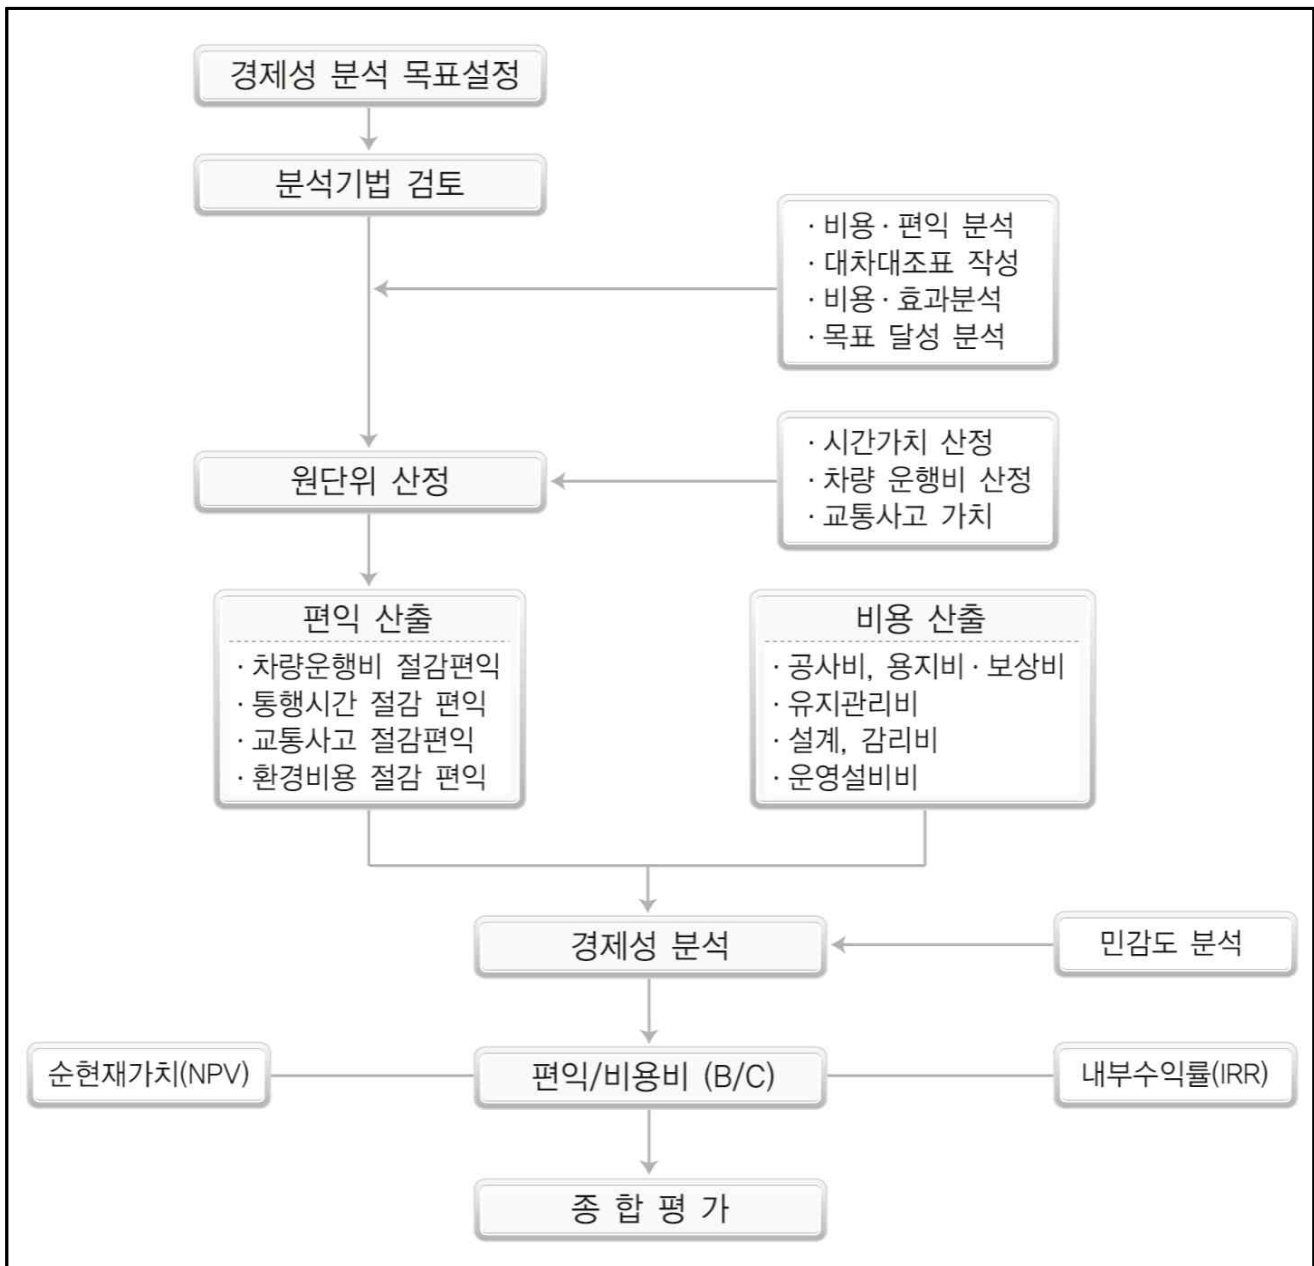 경제성 분석 목표설정
분석기법 검토
· 비용 · 편익 분석
· 대차대조표 작성
· 비용 · 효과분석
· 목표 달성 분석
· 시간가치 산정
· 차량 운행비 산정
· 교통사고 가치
원단위 산정
편익 산출
· 차량운행비 절감편익
· 통행시간 절감 편익
· 교통사고 절감편익
· 환경비용 절감 편익
비용 산출
· 공사비, 용지비 · 보상비
· 유지관리비
· 설계, 감리비
· 운영설비비
경제성 분석
민감도 분석
순현재가치(NPV)
편익/비용비 (B/C)
내부수익률(IRR)
종 합 평 가